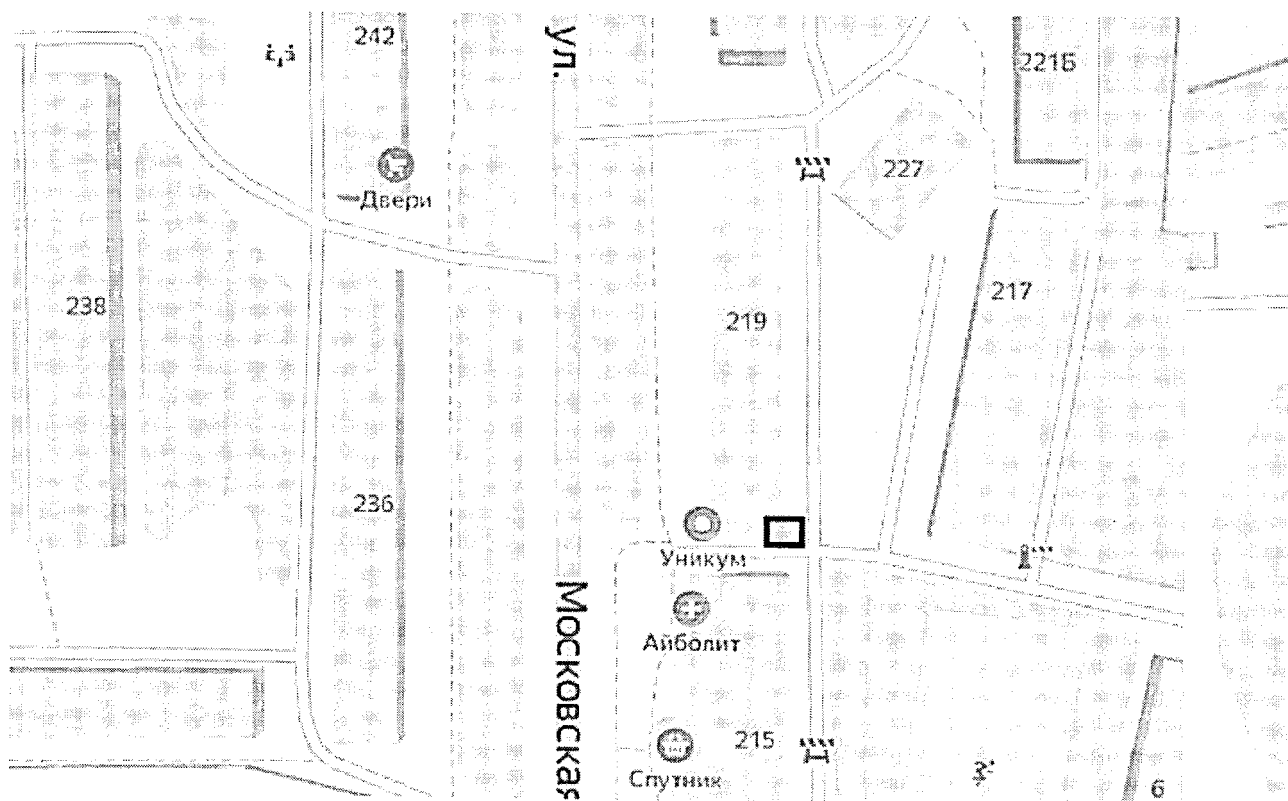 242
ул.
221Б
Двери
227
238
217
219
236
Уникум
Московская
Айболит
215
Спутник
6